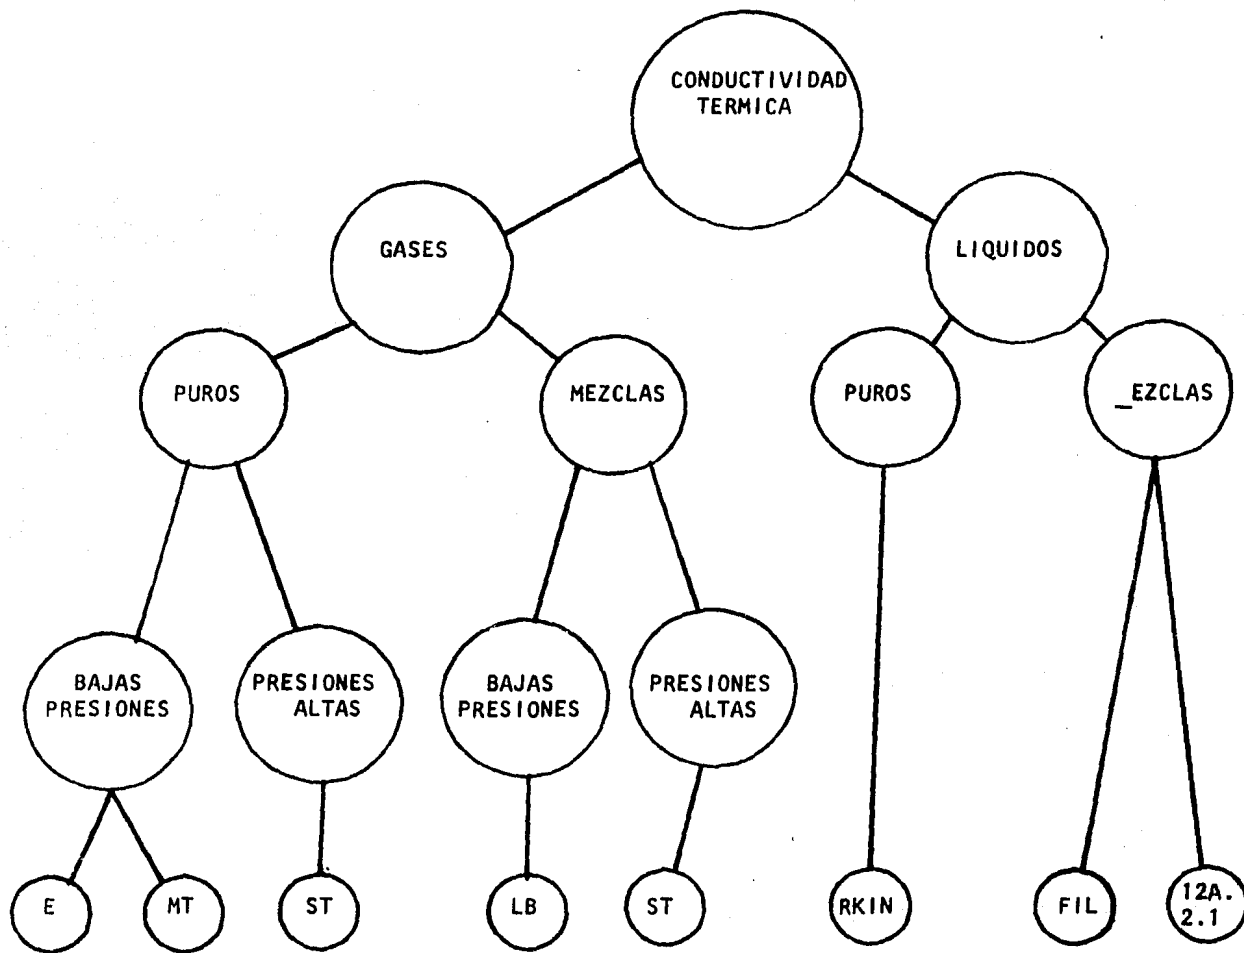 CONDUCTIVIDAD
TERMICA
GASES
LIQUIDOS
PUROS
MEZCLAS
PUROS
_EZCLAS
BAJAS
PRESIONES
PRESIONES
ALTAS
BAJAS
PRESIONES
PRESIONES
ALTAS
E
MT
ST
LB
ST
RKIN
FIL
12A.
2.1